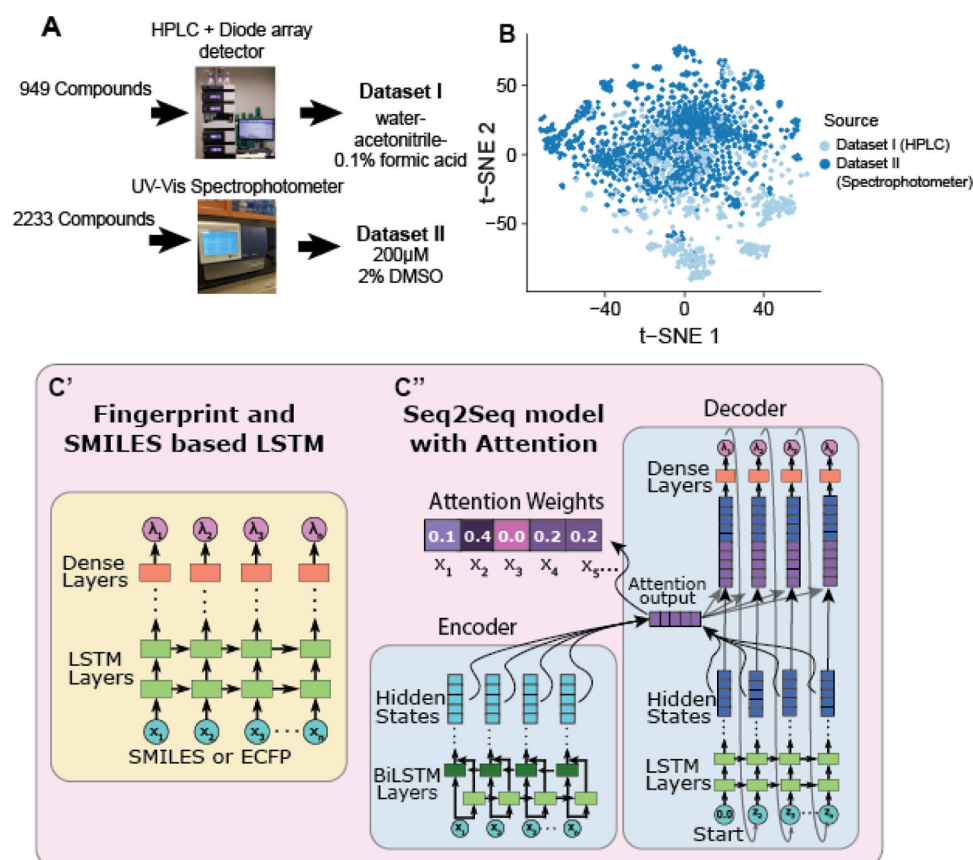 A
HPLC + Diode array
detector
949 Compounds
Dataset I
water-
acetonitrile-
0.1% formic acid
UV-Vis Spectrophotometer
2233 Compounds
Dataset II
200µM
2% DMSO
B
50
0
−50
−40
0
40
t−SNE 2
t−SNE 1
Source
Dataset I (HPLC)
Dataset II
(Spectrophotometer)
C'
Fingerprint and
SMILES based LSTM
λ1 λ2 λ3 λn
Dense
Layers
LSTM
Layers
x1 x2 x3 xn
SMILES or ECFP
C"
Seq2Seq model
with Attention
Attention Weights
0.1 0.4 0.0 0.2 0.2
X1 X2 X3 X4 X5...
Encoder
Hidden
States
BiLSTM
Layers
Attention
output
Decoder
Dense
Layers
Hidden
States
LSTM
Layers
0.0
Start